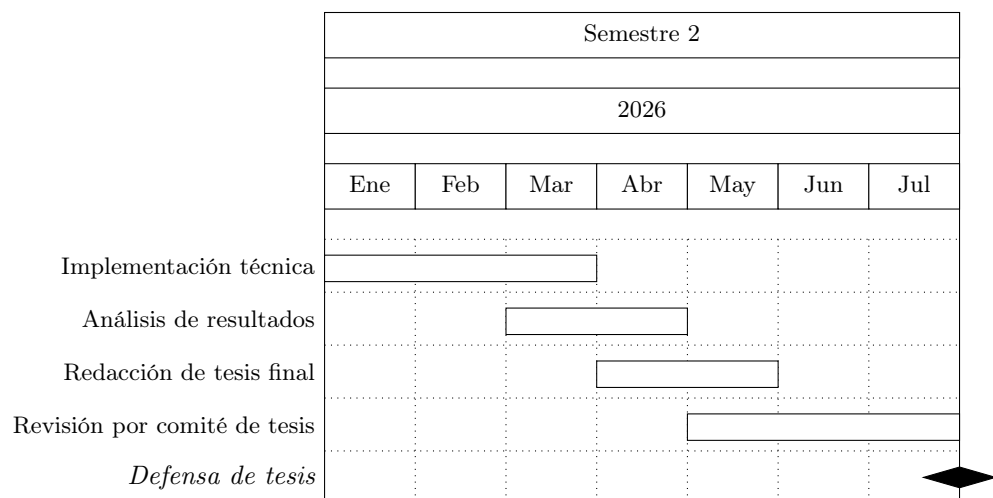 Semestre 2
2026
Ene Feb Mar Abr May Jun Jul
Implementación técnica
Análisis de resultados
Redacción de tesis final
Revisión por comité de tesis
Defensa de tesis